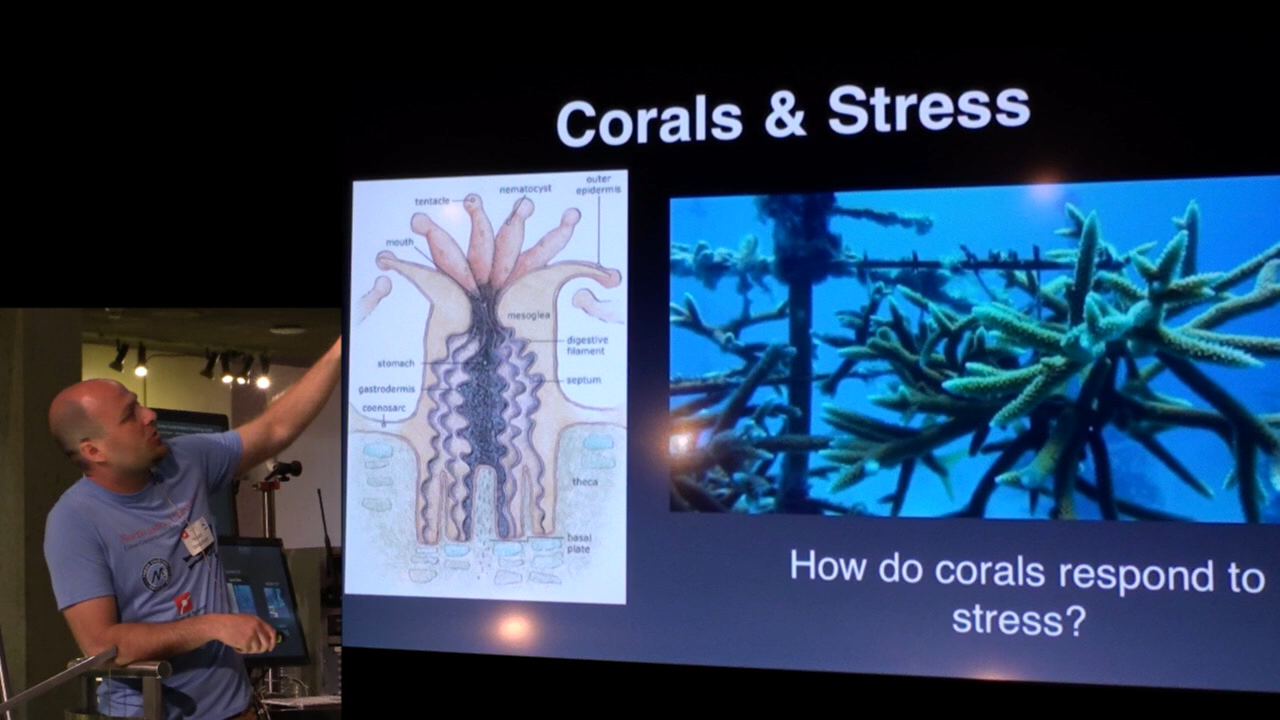 Corals & Stress
outer
epidermis
nematocyst
tentacle
mouth
mesoglea
digestive
filament
stomach
septum
gastrodermis
coenosarc
theca
basal
plate
How do corals respond to
stress?